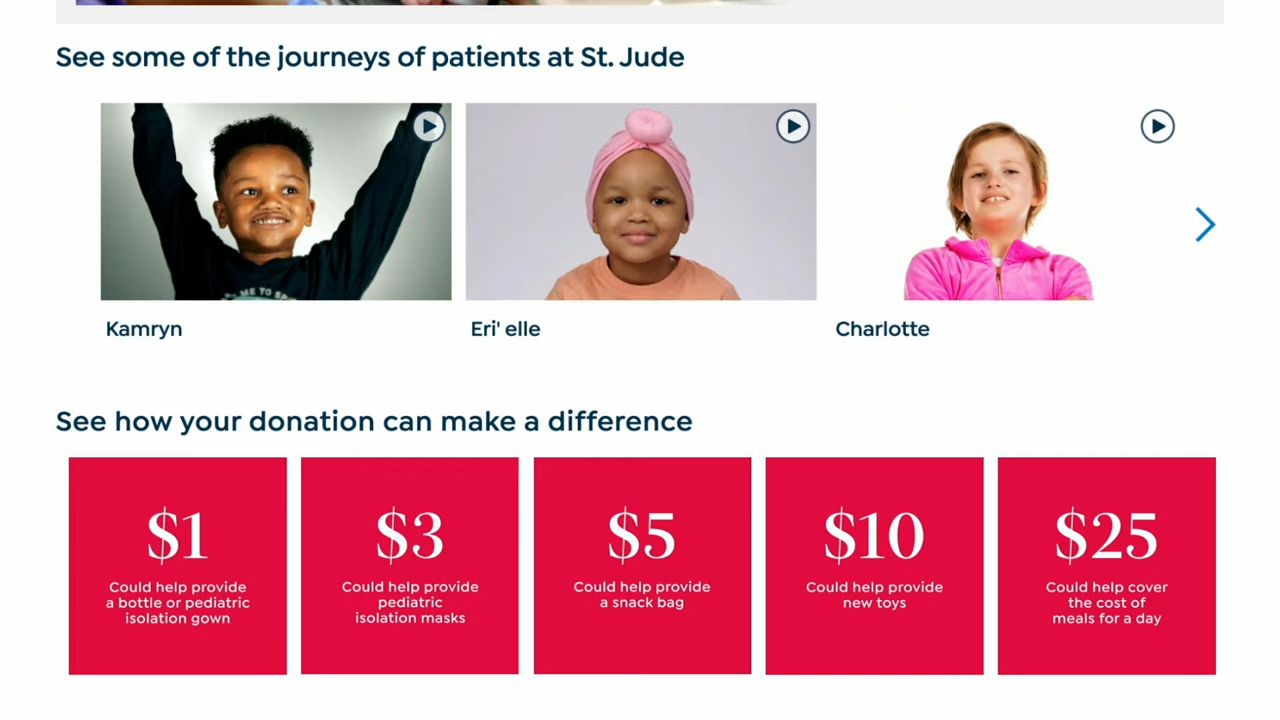 See some of the journeys of patients at St. Jude
ME TO
Kamryn
Eri' elle
Charlotte
See how your donation can make a difference
$1
Could help provide
a bottle or pediatric
isolation gown
$3
Could help provide
pediatric
isolation masks
$5
Could help provide
a snack bag
$10
Could help provide
new toys
$25
Could help cover
the cost of
meals for a day